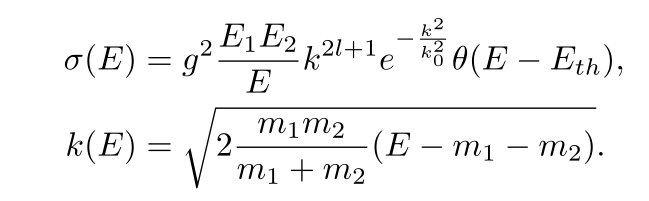 σ(E) = g^2 \frac{E_1 E_2}{E} k^{2l+1} e^{-\frac{k^2}{k_0^2}} θ(E − E_{th}),
k(E) = \sqrt{2 \frac{m_1 m_2}{m_1 + m_2} (E − m_1 − m_2)}.